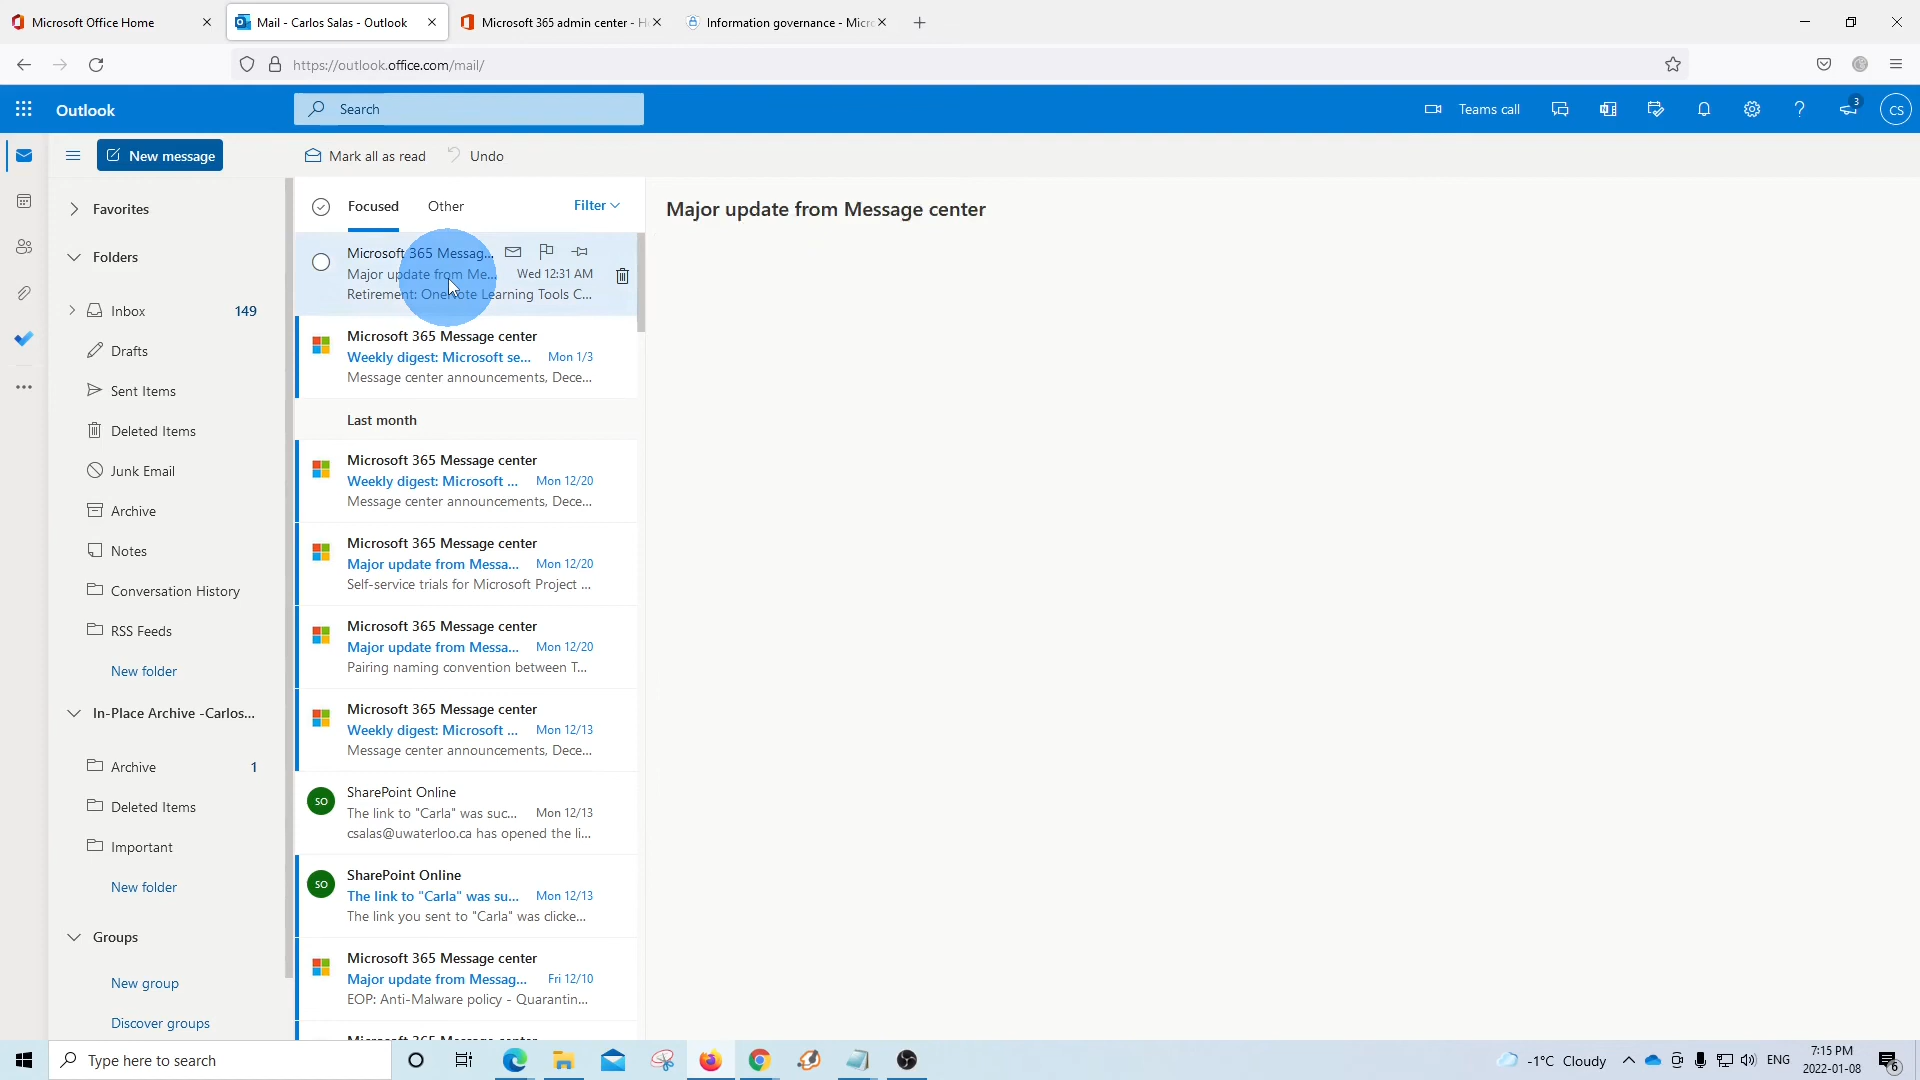 Microsoft Office Home
Mail - Carlos Salas - Outlook
Microsoft 365 admin center - H
Information governance - Micr
https://outlook.office.com/mail/
Outlook
Search
Teams call
3
CS
New message
Mark all as read
Undo
Favorites
Folders
Inbox 149
Drafts
Sent Items
Deleted Items
Junk Email
Archive
Notes
Conversation History
RSS Feeds
New folder
In-Place Archive -Carlos...
Archive 1
Deleted Items
Important
New folder
Groups
New group
Discover groups
Focused
Other
Filter
Microsoft 365 Messag...
Major update from Me... Wed 12:31 AM
Retirement: OneNote Learning Tools C...
Microsoft 365 Message center
Weekly digest: Microsoft se... Mon 1/3
Message center announcements, Dece...
Last month
Microsoft 365 Message center
Weekly digest: Microsoft ... Mon 12/20
Message center announcements, Dece...
Microsoft 365 Message center
Major update from Messa... Mon 12/20
Self-service trials for Microsoft Project ...
Microsoft 365 Message center
Major update from Messa... Mon 12/20
Pairing naming convention between T...
Microsoft 365 Message center
Weekly digest: Microsoft ... Mon 12/13
Message center announcements, Dece...
SO
SharePoint Online
The link to "Carla" was suc... Mon 12/13
csalas@uwaterloo.ca has opened the li...
SO
SharePoint Online
The link to "Carla" was su... Mon 12/13
The link you sent to "Carla" was clicke...
Microsoft 365 Message center
Major update from Messag... Fri 12/10
EOP: Anti-Malware policy - Quarantin...
Microsoft 365 Message center
Major update from Message center
Type here to search
-1°C Cloudy
ENG
7:15 PM
2022-01-08
6